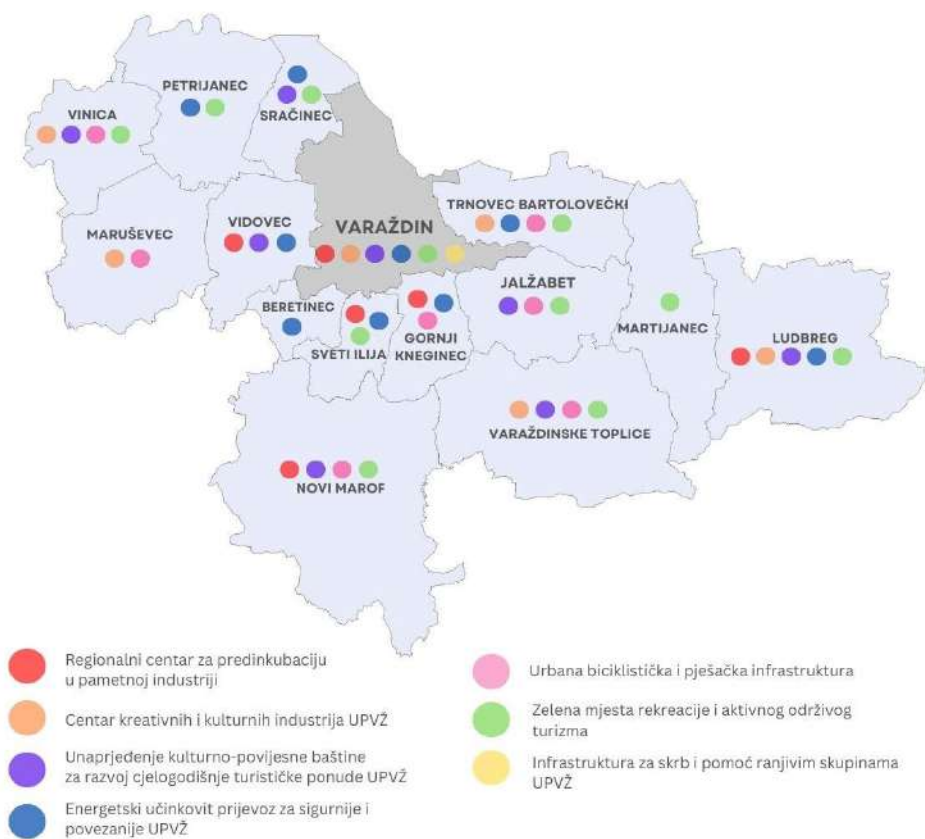 PETRIJANEC
SRAČINEC
VINICA
TRNOVEC BARTOLOVEČKI
VARAŽDIN
VIDOVEC
MARUŠEVEC
JALŽABET
BERETINEC
MARTIJANEC
LUDBREG
SVETI ILIJA
GORNJI
KNEGINEC
VARAŽDINSKE TOPLICE
NOVI MAROF
Regionalni centar za predinkubaciju
u pametnoj industriji
Centar kreativnih i kulturnih industrija UPVŽ
Unaprjeđenje kulturno-povijesne baštine
za razvoj cjelogodišnje turističke ponude UPVŽ
Energetski učinkovit prijevoz za sigurnije i
povezanije UPVŽ
Urbana biciklistička i pješačka infrastruktura
Zelena mjesta rekreacije i aktivnog održivog
turizma
Infrastruktura za skrb i pomoć ranjivim skupinama
UPVŽ